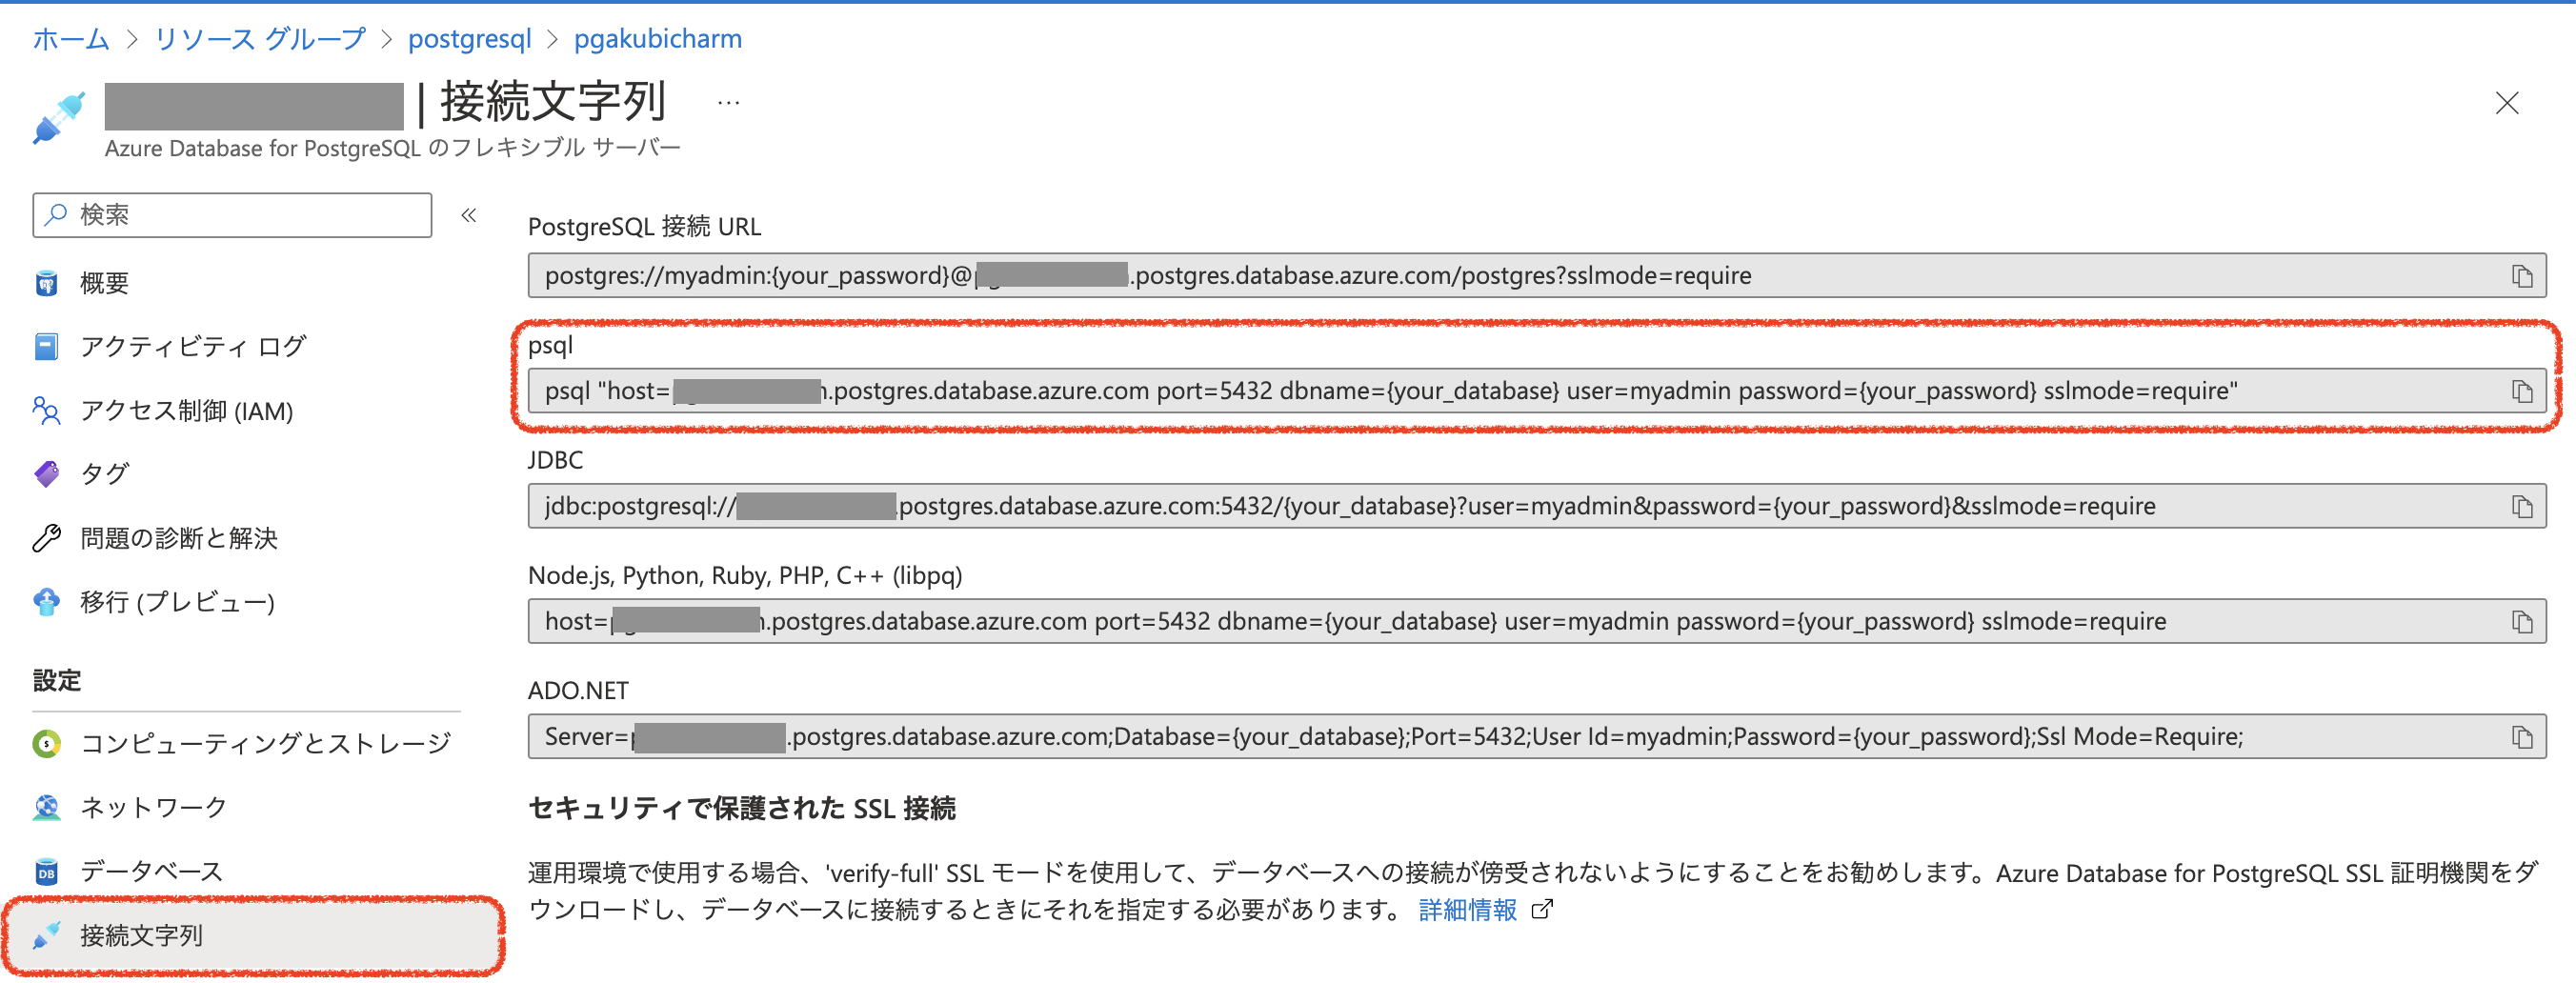 ホーム > リソース グループ > postgresql > pgakubicharm
| 接続文字列 …
Azure Database for PostgreSQL のフレキシブル サーバー
検索 «
概要
アクティビティ ログ
アクセス制御 (IAM)
タグ
問題の診断と解決
移行 (プレビュー)
設定
コンピューティングとストレージ
ネットワーク
データベース
接続文字列
PostgreSQL 接続 URL
postgres://myadmin:{your_password}@ .postgres.database.azure.com/postgres?sslmode=require
psql
psql "host= .postgres.database.azure.com port=5432 dbname={your_database} user=myadmin password={your_password} sslmode=require"
JDBC
jdbc:postgresql:// .postgres.database.azure.com:5432/{your_database}?user=myadmin&password={your_password}&sslmode=require
Node.js, Python, Ruby, PHP, C++ (libpq)
host= .postgres.database.azure.com port=5432 dbname={your_database} user=myadmin password={your_password} sslmode=require
ADO.NET
Server= .postgres.database.azure.com;Database={your_database};Port=5432;User Id=myadmin;Password={your_password};Ssl Mode=Require;
セキュリティで保護された SSL 接続
運用環境で使用する場合、'verify-full' SSL モードを使用して、データベースへの接続が傍受されないようにすることをお勧めします。Azure Database for PostgreSQL SSL 証明機関をダ
ウンロードし、データベースに接続するときにそれを指定する必要があります。 詳細情報